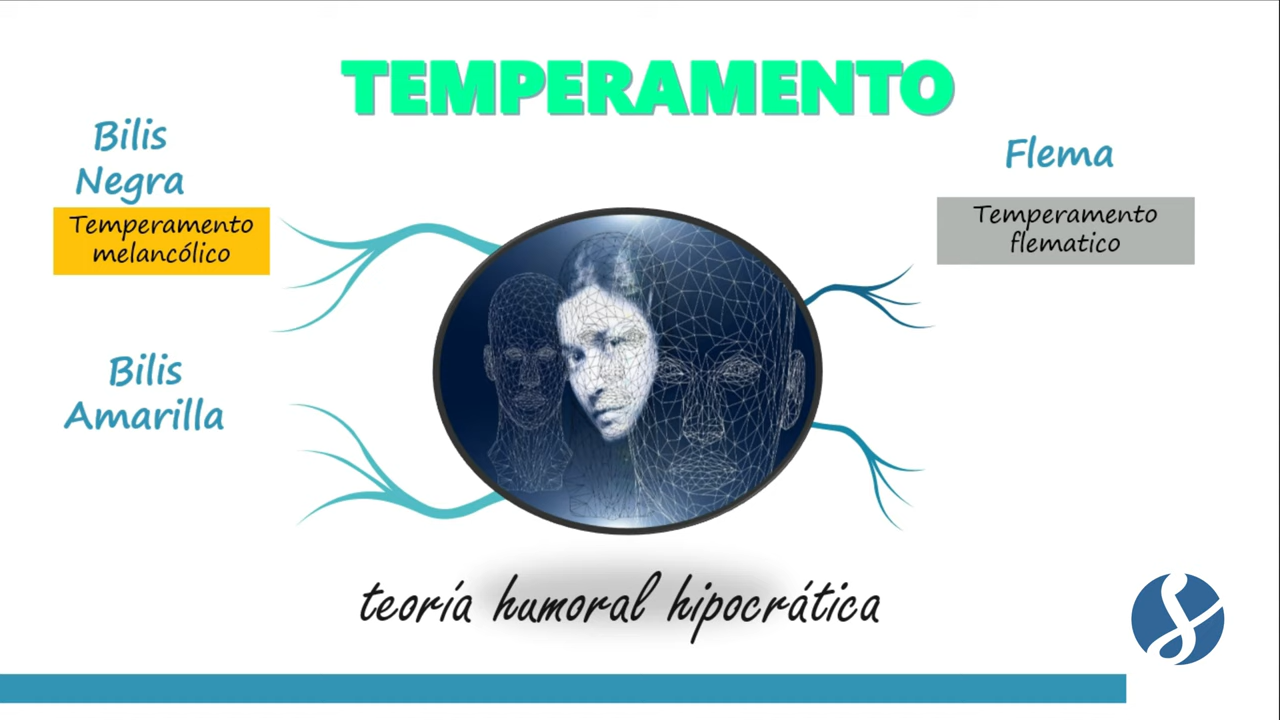 TEMPERAMENTO
Bilis
Negra
Temperamento
melancólico
Bilis
Amarilla
Flema
Temperamento
flematico
teoría humoral hipocrática